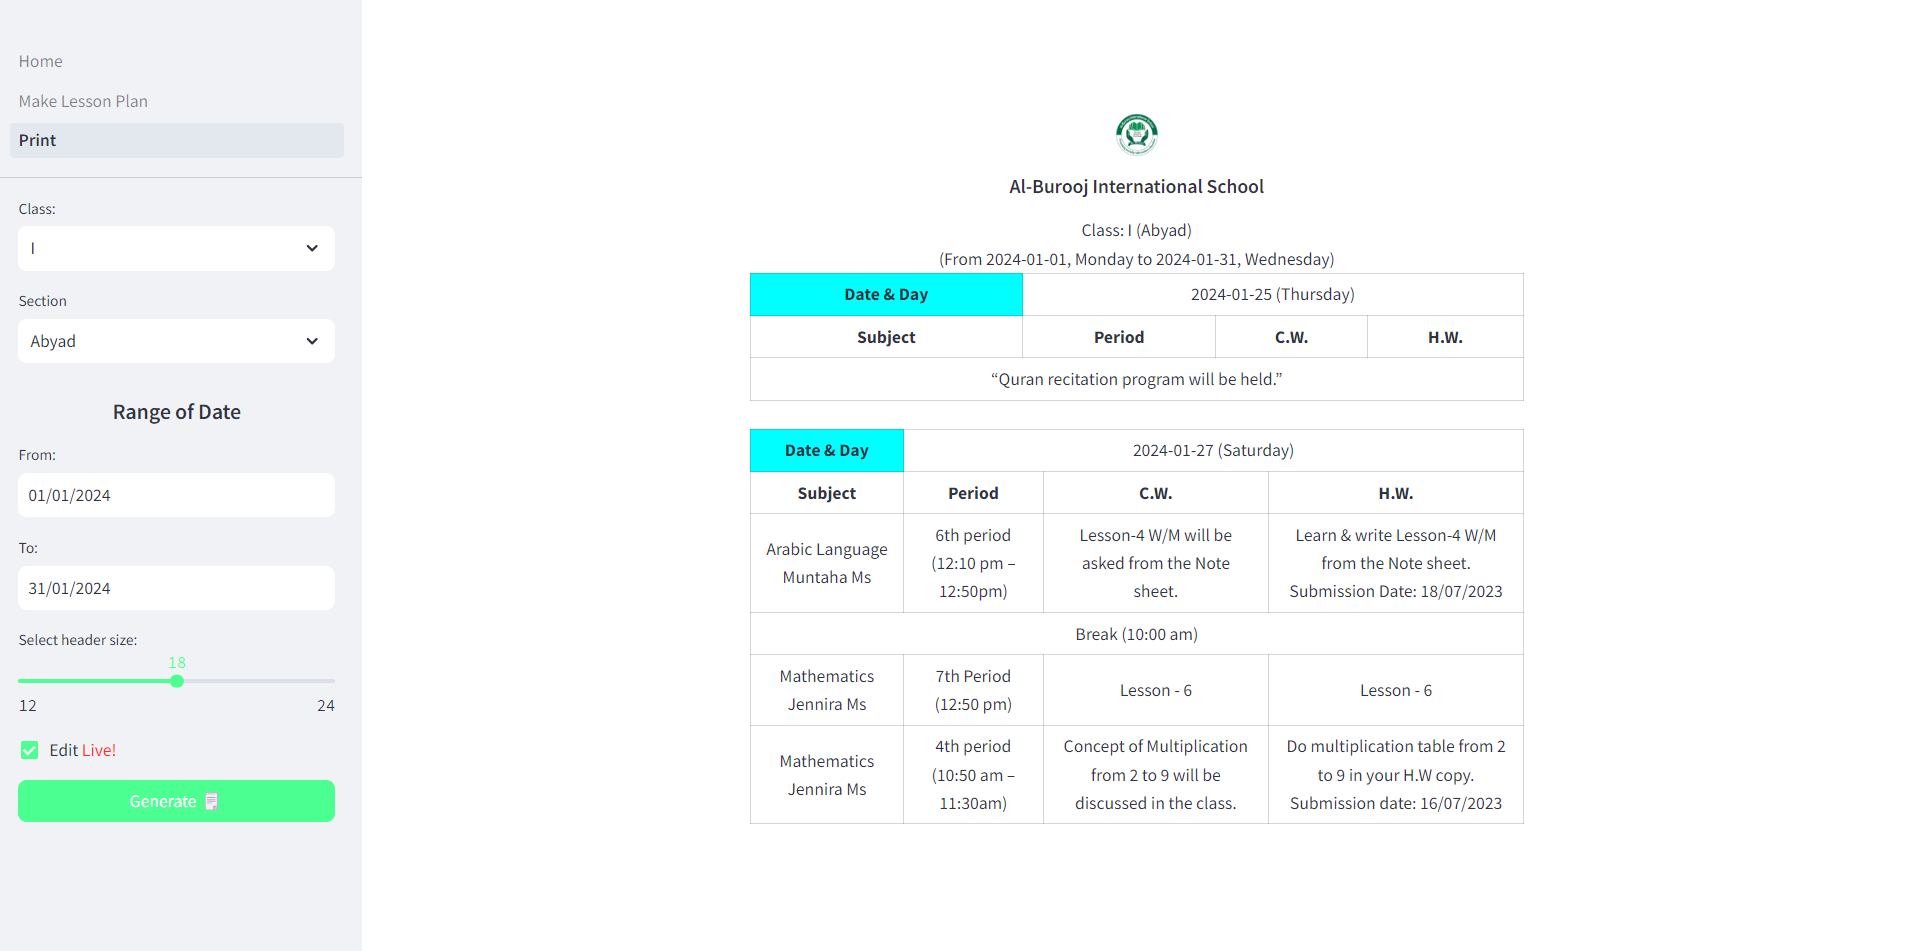 Home
Make Lesson Plan
Print
Class:
I
Section
Abyad
Range of Date
From:
01/01/2024
To:
31/01/2024
Select header size:
18
12 24
Edit Live!
Generate
Al-Burooj International School
Class: I (Abyad)
(From 2024-01-01, Monday to 2024-01-31, Wednesday)
Date & Day 2024-01-25 (Thursday)
Subject Period C.W. H.W.
“Quran recitation program will be held.”
Date & Day 2024-01-27 (Saturday)
Subject Period C.W. H.W.
Arabic Language
Muntaha Ms
6th period
(12:10 pm –
12:50pm)
Lesson-4 W/M will be
asked from the Note
sheet.
Learn & write Lesson-4 W/M
from the Note sheet.
Submission Date: 18/07/2023
Break (10:00 am)
Mathematics
Jennira Ms
7th Period
(12:50 pm)
Lesson - 6
Lesson - 6
Mathematics
Jennira Ms
4th period
(10:50 am –
11:30am)
Concept of Multiplication
from 2 to 9 will be
discussed in the class.
Do multiplication table from 2
to 9 in your H.W copy.
Submission date: 16/07/2023